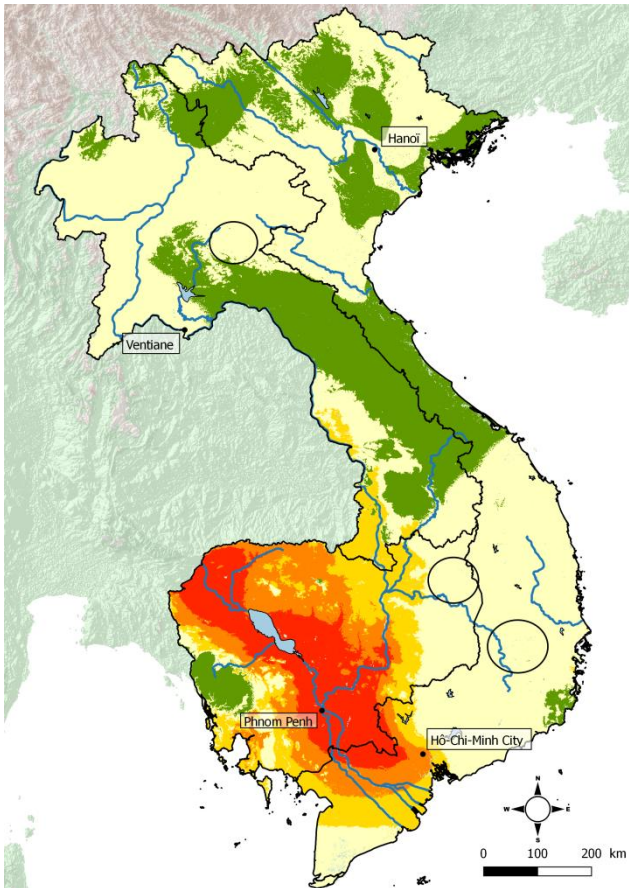 Hanoï
Ventiane
Phnom Penh
Hô-Chi-Minh City
N
W
E
S
0 100 200 km